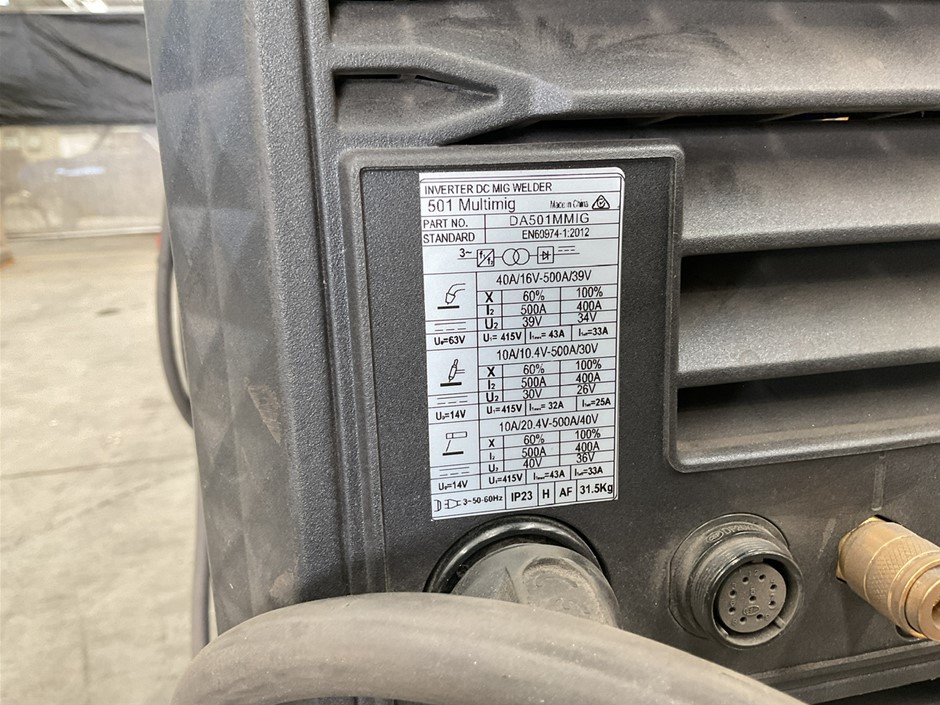 INVERTER DC MIG WELDER
501 Multimig Made in China
PART NO. DA501MMIG
STANDARD EN60974-1:2012
3~
40A/16V-500A/39V
X 60% 100%
I2 500A 400A
U2 39V 34V
U0=63V U1=415V I1max=43A I1eff=33A
10A/10.4V-500A/30V
X 60% 100%
I2 500A 400A
U2 30V 26V
U0=14V U1=415V I1max=32A I1eff=25A
10A/20.4V-500A/40V
X 60% 100%
I2 500A 400A
U2 40V 36V
U0=14V U1=415V I1max=43A I1eff=33A
3~50-60Hz IP23 H AF 31.5Kg